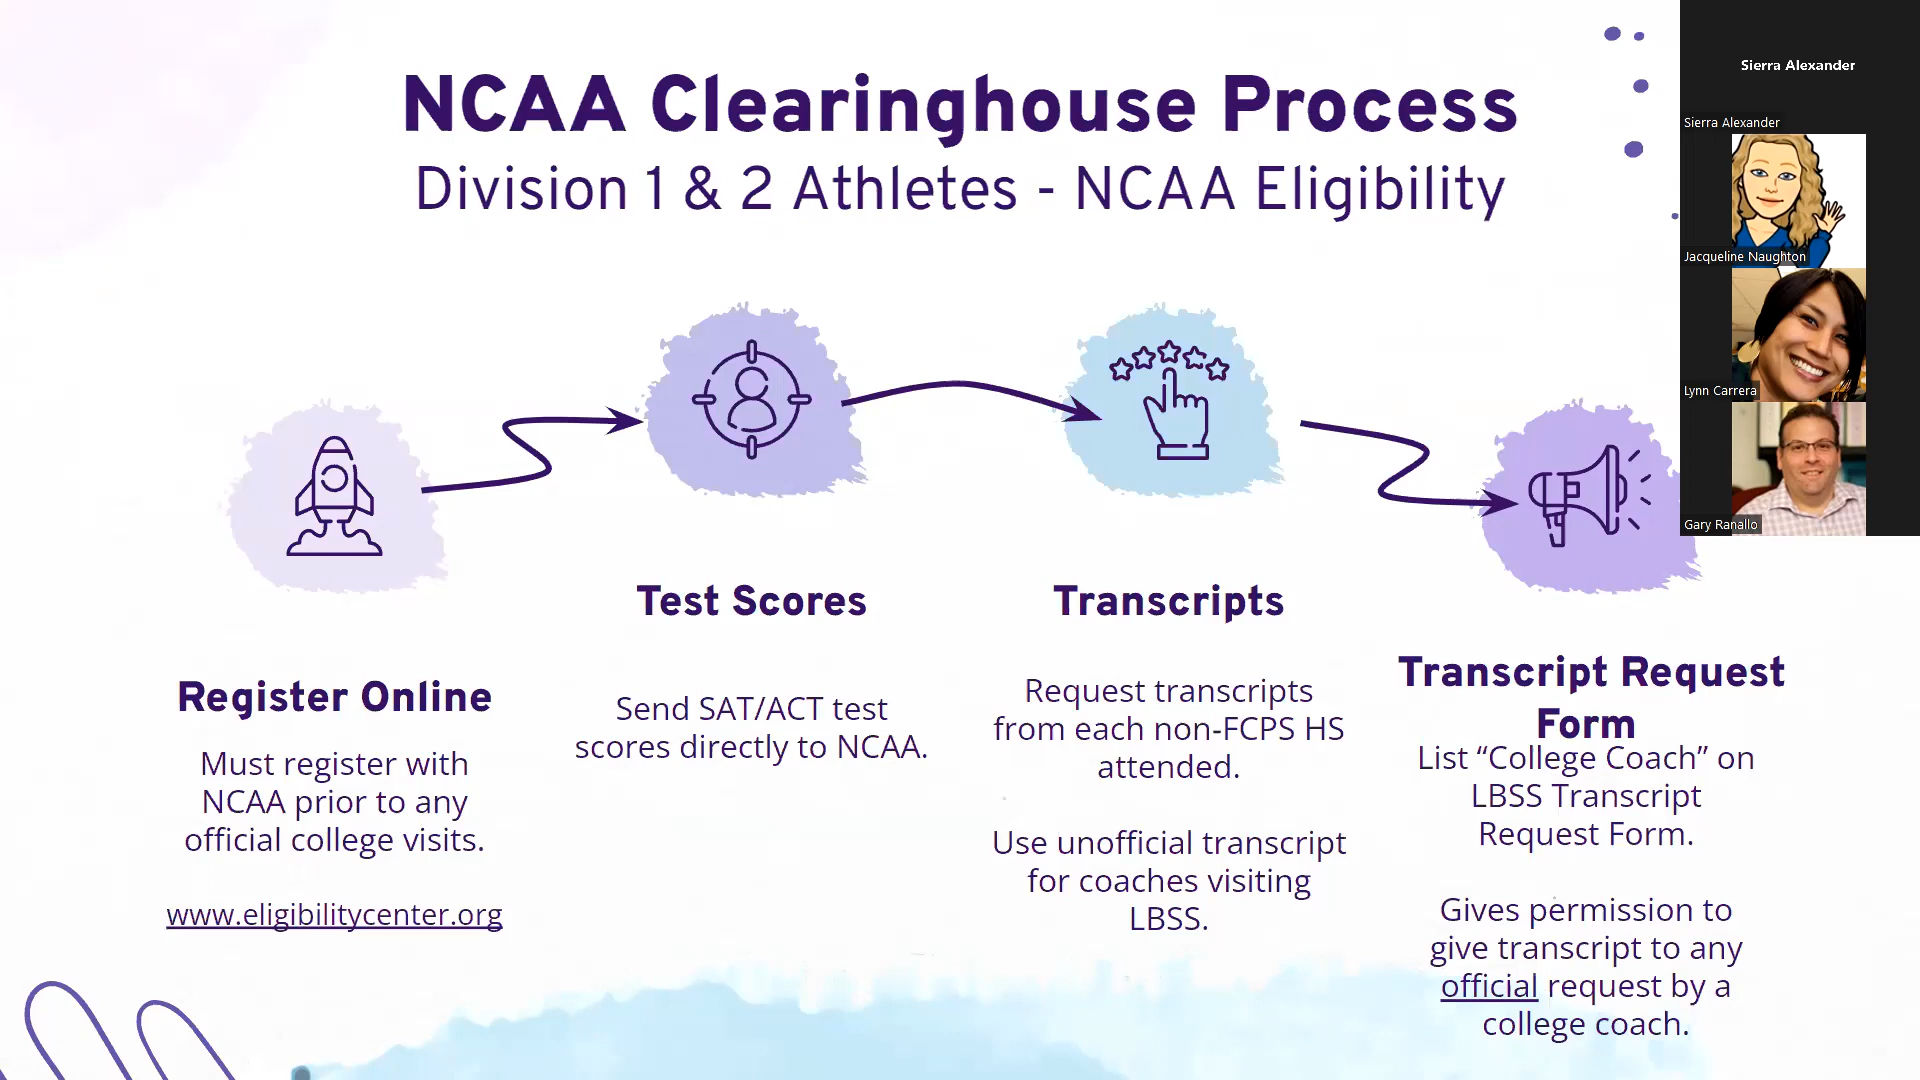 NCAA Clearinghouse Process
Division 1 & 2 Athletes - NCAA Eligibility
Register Online
Must register with
NCAA prior to any
official college visits.
www.eligibilitycenter.org
Test Scores
Send SAT/ACT test
scores directly to NCAA.
Transcripts
Request transcripts
from each non-FCPS HS
attended.
Use unofficial transcript
for coaches visiting
LBSS.
Transcript Request
Form
List “College Coach” on
LBSS Transcript
Request Form.
Gives permission to
give transcript to any
official request by a
college coach.
Sierra Alexander
Sierra Alexander
Jacqueline Naughton
Lynn Carrera
Gary Ranallo